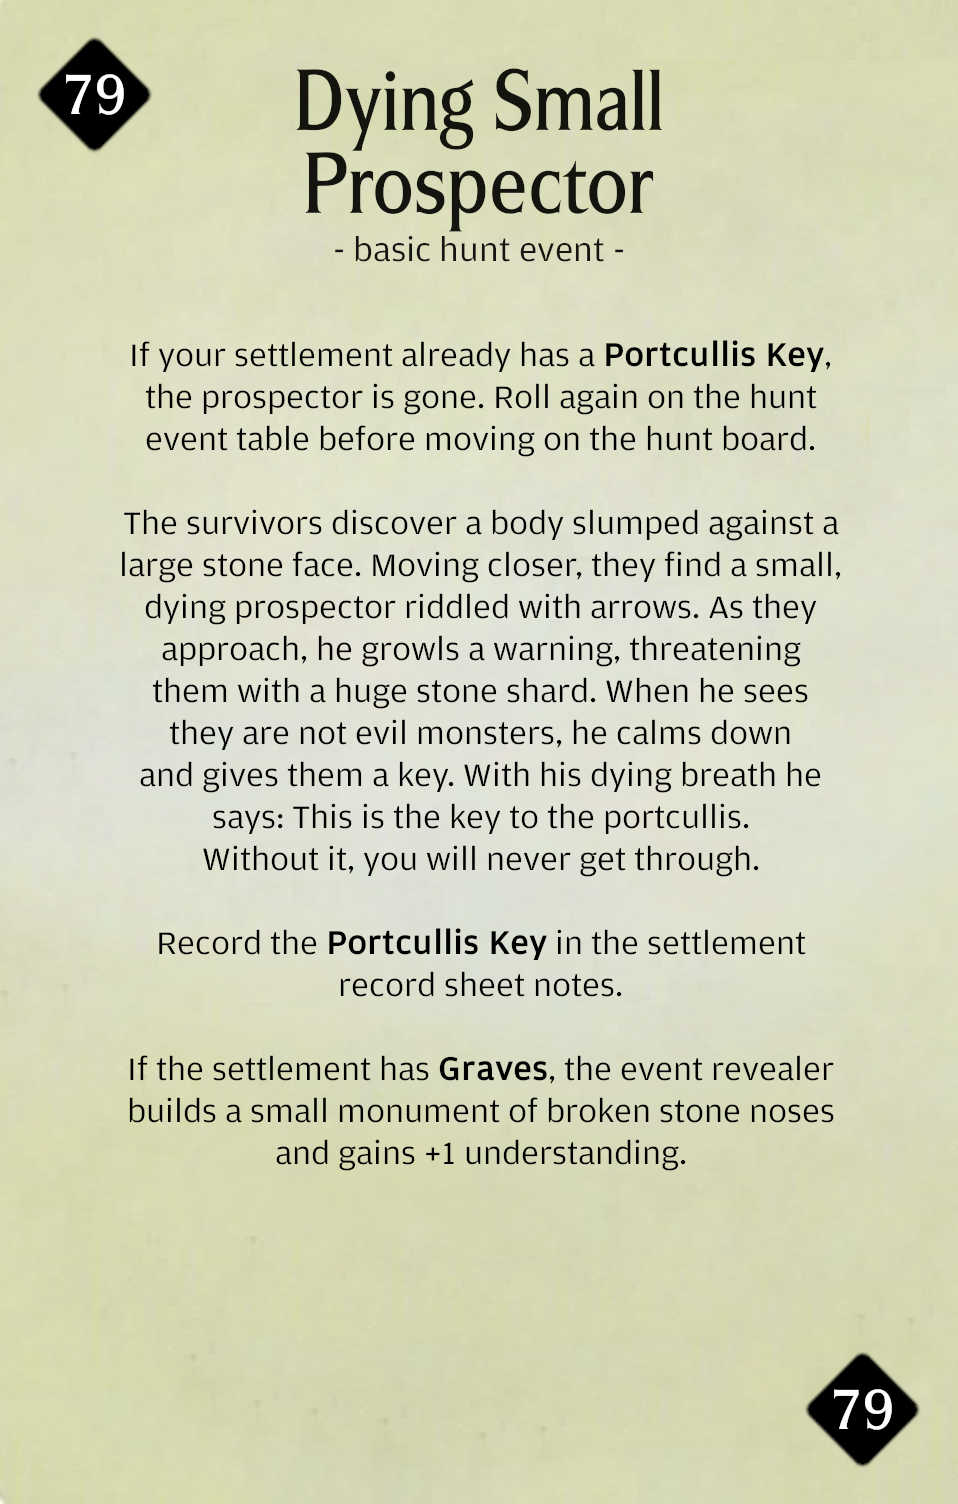 79
Dying Small
Prospector
- basic hunt event -
If your settlement already has a Portcullis Key,
the prospector is gone. Roll again on the hunt
event table before moving on the hunt board.
The survivors discover a body slumped against a
large stone face. Moving closer, they find a small,
dying prospector riddled with arrows. As they
approach, he growls a warning, threatening
them with a huge stone shard. When he sees
they are not evil monsters, he calms down
and gives them a key. With his dying breath he
says: This is the key to the portcullis.
Without it, you will never get through.
Record the Portcullis Key in the settlement
record sheet notes.
If the settlement has Graves, the event revealer
builds a small monument of broken stone noses
and gains +1 understanding.
79